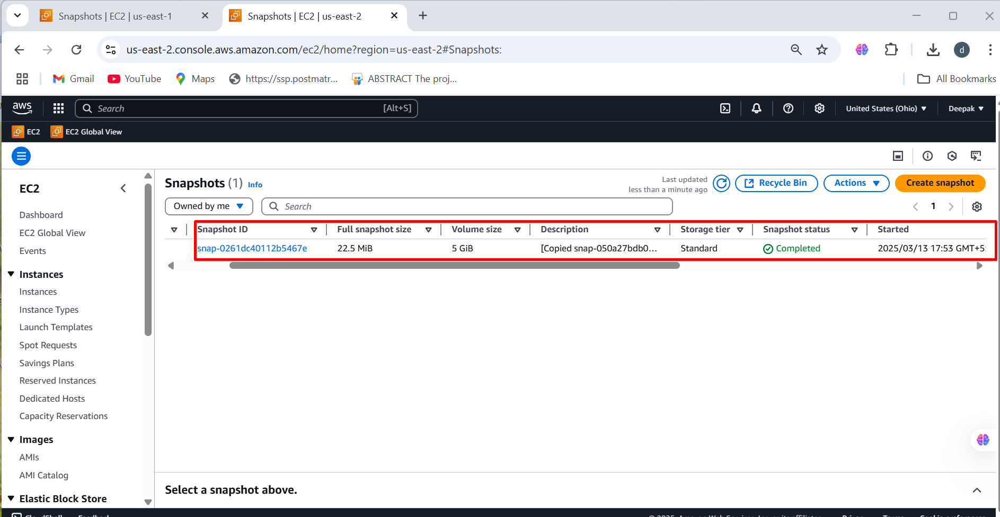 Snapshots | EC2 | us-east-1
Snapshots | EC2 | us-east-2
us-east-2.console.aws.amazon.com/ec2/home?region=us-east-2#Snapshots:
d
Gmail
YouTube
Maps
https://ssp.postmatr...
ABSTRACT The proj...
All Bookmarks
aws
Search
[Alt+S]
United States (Ohio)
Deepak
EC2
EC2 Global View
EC2
Dashboard
EC2 Global View
Events
Instances
Instances
Instance Types
Launch Templates
Spot Requests
Savings Plans
Reserved Instances
Dedicated Hosts
Capacity Reservations
Images
AMIs
AMI Catalog
Elastic Block Store
Snapshots (1) Info
Last updated
less than a minute ago
Recycle Bin
Actions
Create snapshot
Owned by me
Search
1
Snapshot ID Full snapshot size Volume size Description Storage tier Snapshot status Started
snap-0261dc40112b5467e 22.5 MiB 5 GiB [Copied snap-050a27bdb0... Standard Completed 2025/03/13 17:53 GMT+5:
Select a snapshot above.
CloudShell Feedback